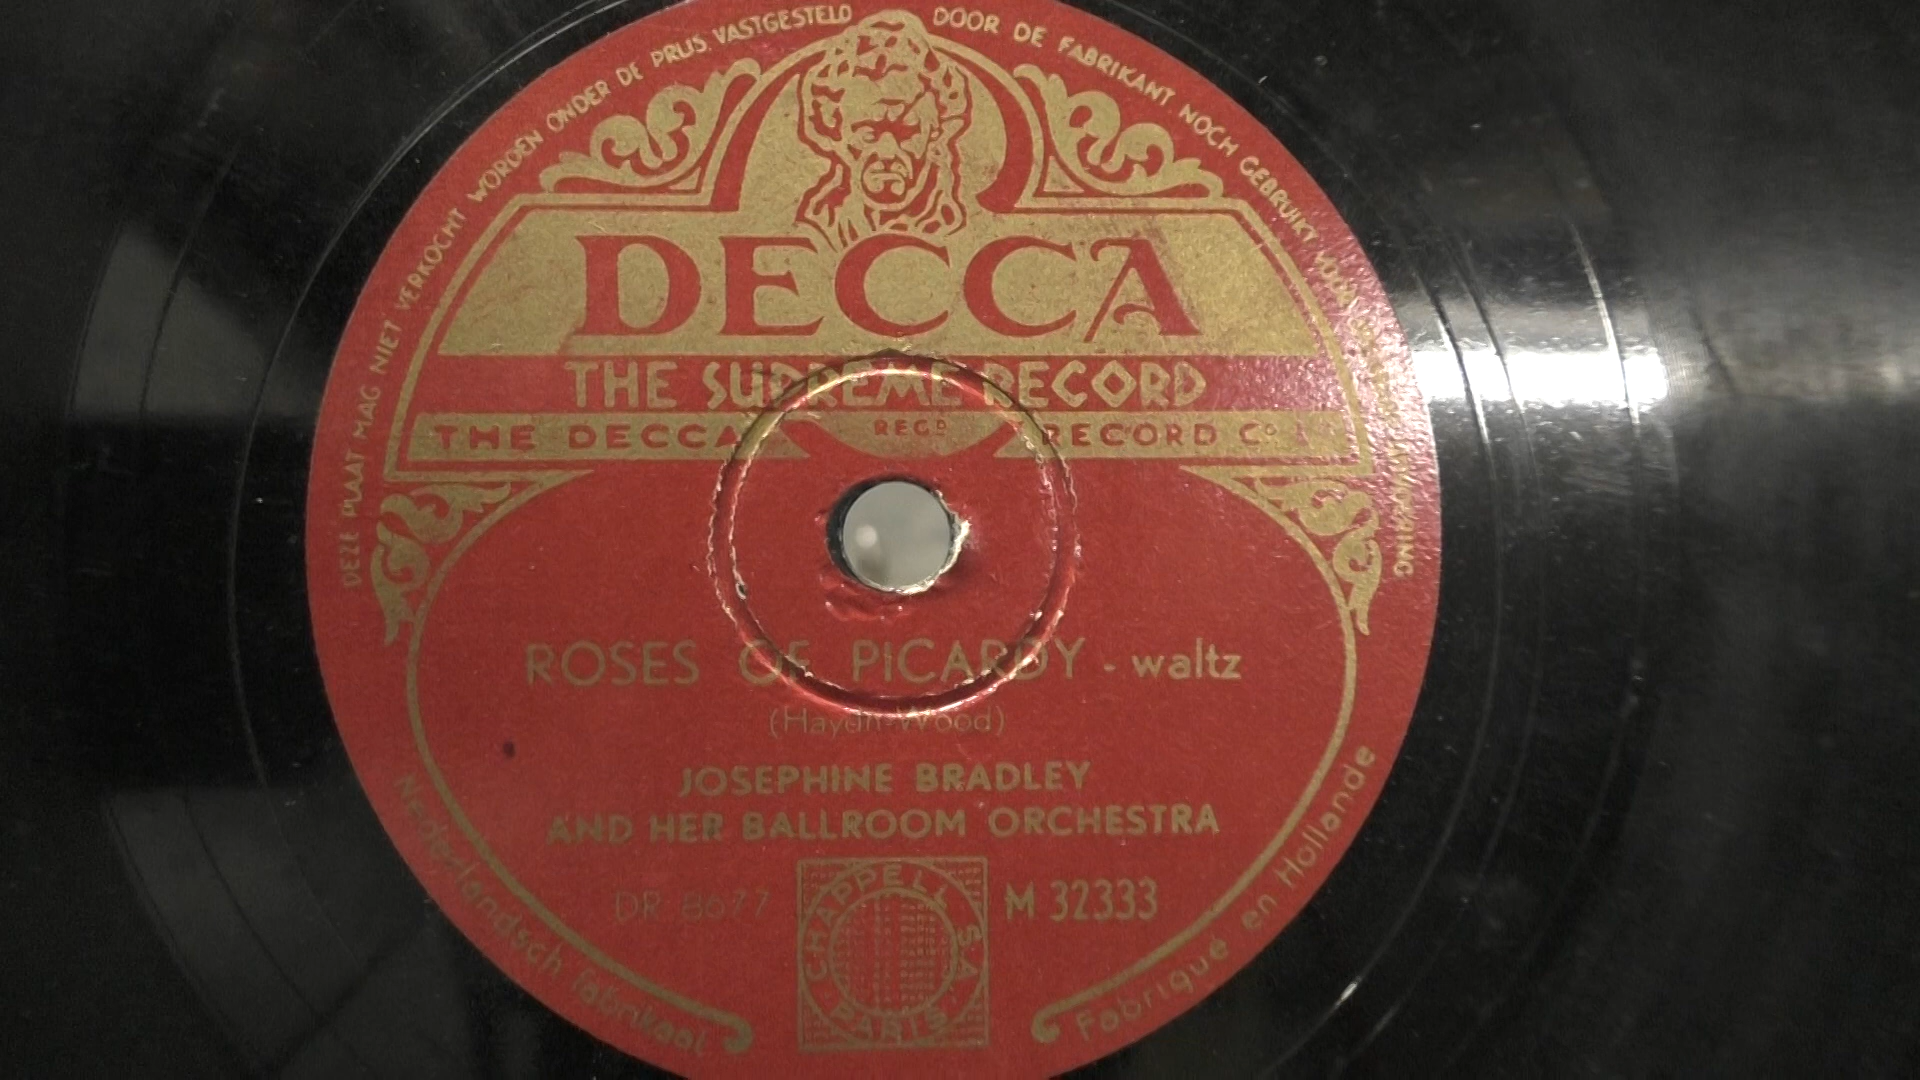 DEZE PLAAT MAG NIET VERKOCHT WORDEN ONDER DE PRIJS VASTGESTELD DOOR DE FABRIKANT NOCH GEBRUIKT VOOR
DECCA
THE SUPREME RECORD
THE DECCA REGD RECORD Co
ROSES OF PICARDY - waltz
(Haydn-Wood)
JOSEPHINE BRADLEY
AND HER BALLROOM ORCHESTRA
DR 8677
CHAPPELL S.A. PARIS
M 32333
Nederlandsch fabrikaat
Fabriqué en Hollande